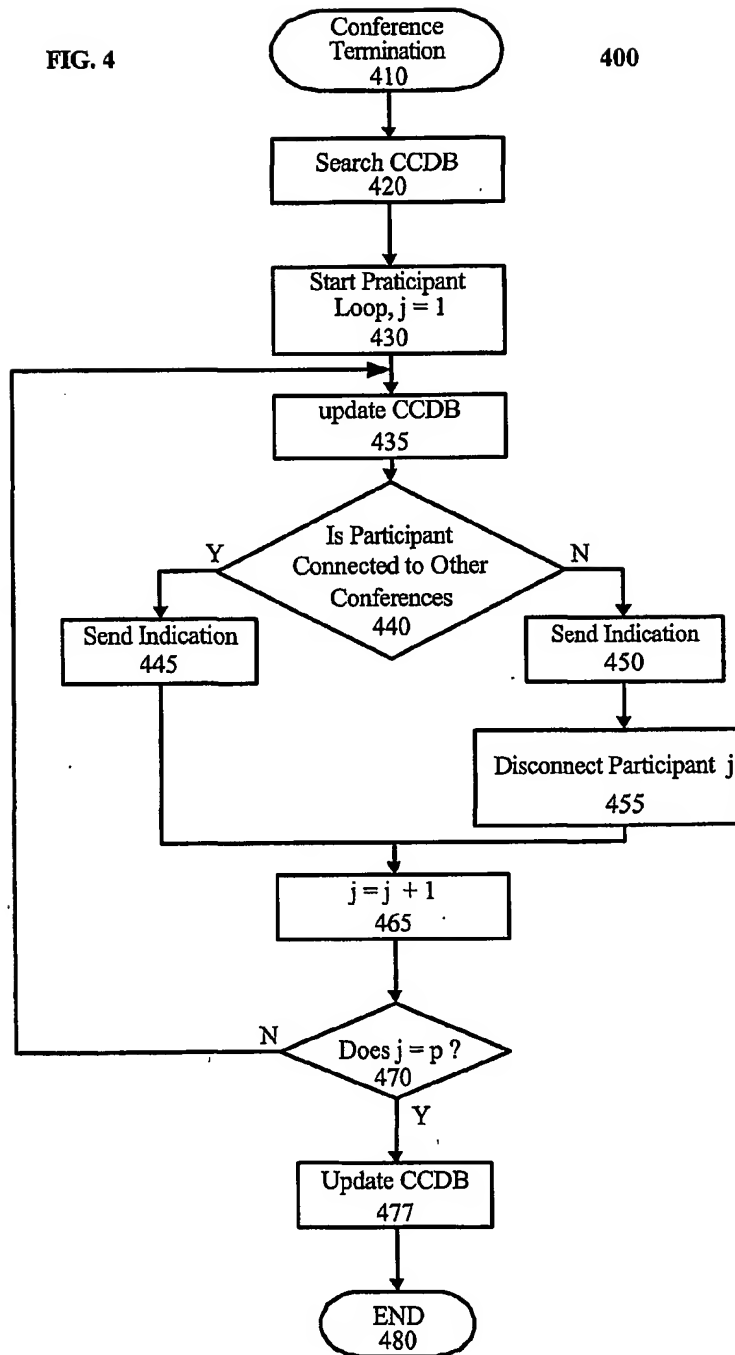 FIG. 4
400
Conference
Termination
410
Search CCDB
420
Start Praticipant
Loop, j = 1
430
update CCDB
435
Is Participant
Connected to Other
Conferences
440
Y
N
Send Indication
445
Send Indication
450
Disconnect Participant j
455
j = j + 1
465
Does j = p ?
470
N
Y
Update CCDB
477
END
480